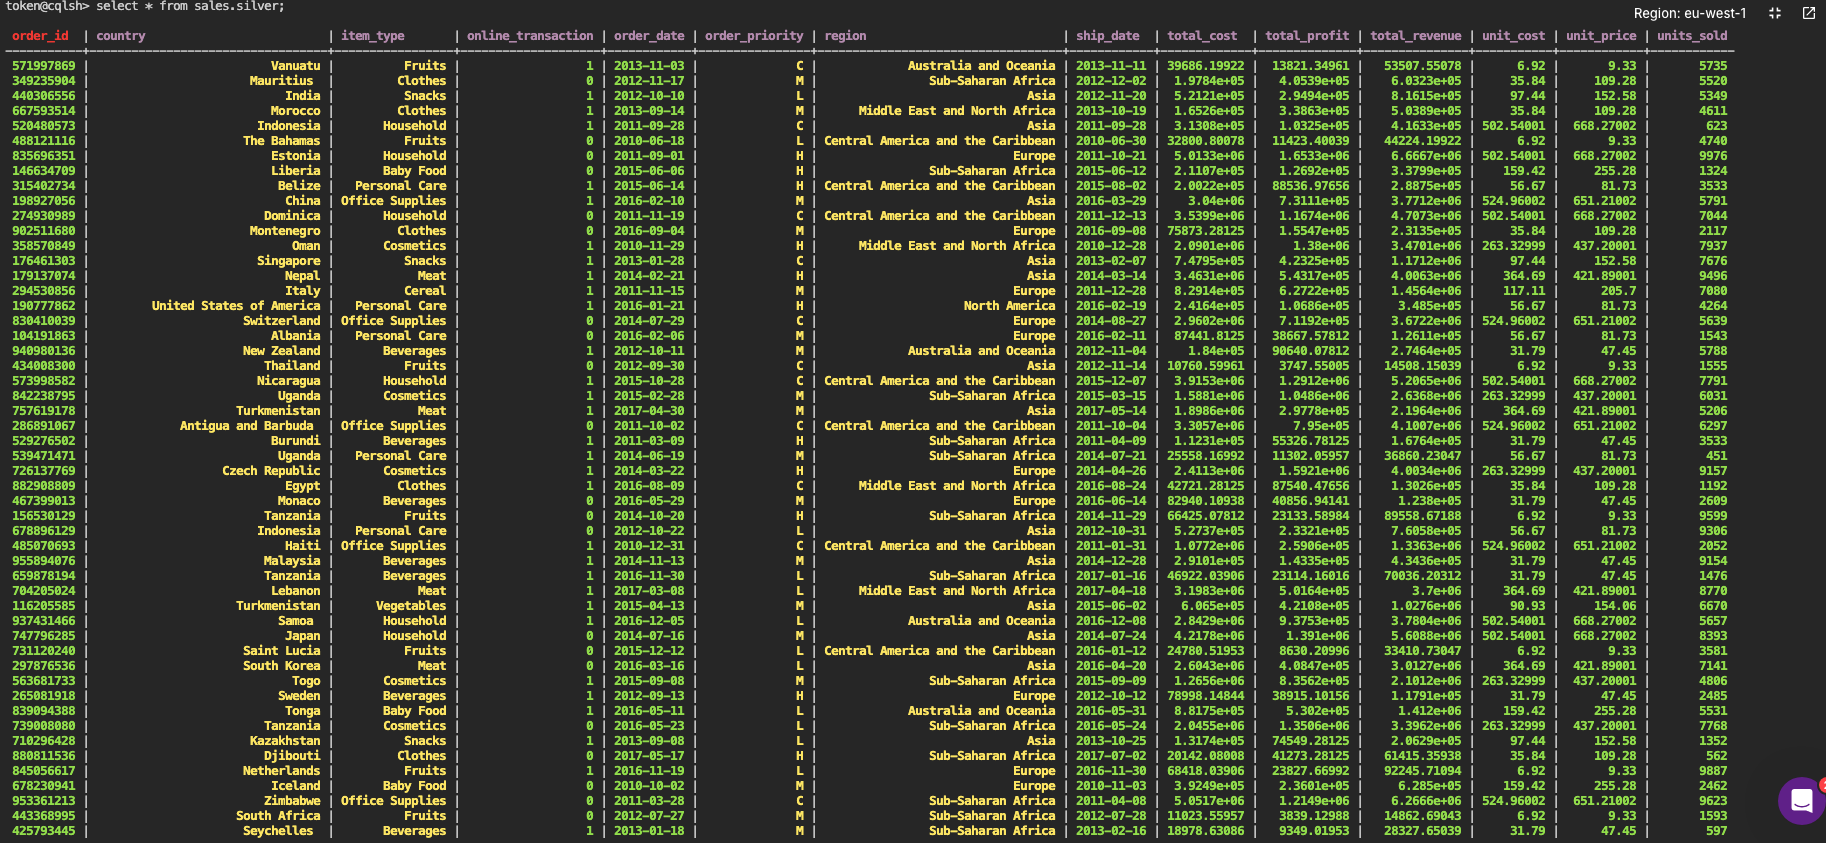 token@cqlsh> select * from sales.silver;
Region: eu-west-1
order_id | country | item_type | online_transaction | order_date | order_priority | region | ship_date | total_cost | total_profit | total_revenue | unit_cost | unit_price | units_sold
571997869 | Vanuatu | Fruits | 1 | 2013-11-03 | C | Australia and Oceania | 2013-11-11 | 39686.19922 | 13821.34961 | 53507.55078 | 6.92 | 9.33 | 5735
349235904 | Mauritius | Clothes | 0 | 2012-11-17 | M | Sub-Saharan Africa | 2012-12-02 | 1.9784e+05 | 4.0539e+05 | 6.0323e+05 | 35.84 | 109.28 | 5520
440306556 | India | Snacks | 1 | 2012-10-10 | L | Asia | 2012-11-20 | 5.2121e+05 | 2.9494e+05 | 8.1615e+05 | 97.44 | 152.58 | 5349
667593514 | Morocco | Clothes | 1 | 2013-09-14 | M | Middle East and North Africa | 2013-10-19 | 1.6526e+05 | 3.3863e+05 | 5.0389e+05 | 35.84 | 109.28 | 4611
520480573 | Indonesia | Household | 1 | 2011-09-28 | C | Asia | 2011-09-28 | 3.1308e+05 | 1.0325e+05 | 4.1633e+05 | 502.54001 | 668.27002 | 623
488121116 | The Bahamas | Fruits | 0 | 2010-06-18 | L | Central America and the Caribbean | 2010-06-30 | 32800.80078 | 11423.40039 | 44224.19922 | 6.92 | 9.33 | 4740
835696351 | Estonia | Household | 0 | 2011-09-01 | H | Europe | 2011-10-21 | 5.0133e+06 | 1.6533e+06 | 6.6667e+06 | 502.54001 | 668.27002 | 9976
146634709 | Liberia | Baby Food | 0 | 2015-06-06 | H | Sub-Saharan Africa | 2015-06-12 | 2.1107e+05 | 1.2692e+05 | 3.3799e+05 | 159.42 | 255.28 | 1324
315402734 | Belize | Personal Care | 1 | 2015-06-14 | H | Central America and the Caribbean | 2015-08-02 | 2.0022e+05 | 88536.97656 | 2.8875e+05 | 56.67 | 81.73 | 3533
198927056 | China | Office Supplies | 1 | 2016-02-10 | M | Asia | 2016-03-29 | 3.04e+06 | 7.3111e+05 | 3.7712e+06 | 524.96002 | 651.21002 | 5791
274930989 | Dominica | Household | 0 | 2011-11-19 | C | Central America and the Caribbean | 2011-12-13 | 3.5399e+06 | 1.1674e+06 | 4.7073e+06 | 502.54001 | 668.27002 | 7044
902511680 | Montenegro | Clothes | 0 | 2016-09-04 | M | Europe | 2016-09-08 | 75873.28125 | 1.5547e+05 | 2.3135e+05 | 35.84 | 109.28 | 2117
358570849 | Oman | Cosmetics | 1 | 2010-11-29 | H | Middle East and North Africa | 2010-12-28 | 2.0901e+06 | 1.38e+06 | 3.4701e+06 | 263.32999 | 437.20001 | 7937
176461303 | Singapore | Snacks | 1 | 2013-01-28 | C | Asia | 2013-02-07 | 7.4795e+05 | 4.2325e+05 | 1.1712e+06 | 97.44 | 152.58 | 7676
179137074 | Nepal | Meat | 1 | 2014-02-21 | H | Asia | 2014-03-14 | 3.4631e+06 | 5.4317e+05 | 4.0063e+06 | 364.69 | 421.89001 | 9496
294530856 | Italy | Cereal | 1 | 2011-11-15 | M | Europe | 2011-12-28 | 8.2914e+05 | 6.2722e+05 | 1.4564e+06 | 117.11 | 205.7 | 7080
190777862 | United States of America | Personal Care | 1 | 2016-01-21 | H | North America | 2016-02-19 | 2.4164e+05 | 1.0686e+05 | 3.485e+05 | 56.67 | 81.73 | 4264
830410039 | Switzerland | Office Supplies | 0 | 2014-07-29 | C | Europe | 2014-08-27 | 2.9602e+06 | 7.1192e+05 | 3.6722e+06 | 524.96002 | 651.21002 | 5639
104191863 | Albania | Personal Care | 0 | 2016-02-06 | M | Europe | 2016-02-11 | 87441.8125 | 38667.57812 | 1.2611e+05 | 56.67 | 81.73 | 1543
940980136 | New Zealand | Beverages | 1 | 2012-10-11 | M | Australia and Oceania | 2012-11-04 | 1.84e+05 | 90640.07812 | 2.7464e+05 | 31.79 | 47.45 | 5788
434008300 | Thailand | Fruits | 0 | 2012-09-30 | C | Asia | 2012-11-14 | 10760.59961 | 3747.55005 | 14508.15039 | 6.92 | 9.33 | 1555
573998582 | Nicaragua | Household | 1 | 2015-10-28 | C | Central America and the Caribbean | 2015-12-07 | 3.9153e+06 | 1.2912e+06 | 5.2065e+06 | 502.54001 | 668.27002 | 7791
842238795 | Uganda | Cosmetics | 1 | 2015-02-28 | M | Sub-Saharan Africa | 2015-03-15 | 1.5881e+06 | 1.0486e+06 | 2.6368e+06 | 263.32999 | 437.20001 | 6031
757619178 | Turkmenistan | Meat | 1 | 2017-04-30 | M | Asia | 2017-05-14 | 1.8986e+06 | 2.9778e+05 | 2.1964e+06 | 364.69 | 421.89001 | 5206
286891067 | Antigua and Barbuda | Office Supplies | 0 | 2011-10-02 | C | Central America and the Caribbean | 2011-10-04 | 3.3057e+06 | 7.95e+05 | 4.1007e+06 | 524.96002 | 651.21002 | 6297
529276502 | Burundi | Beverages | 1 | 2011-03-09 | H | Sub-Saharan Africa | 2011-04-09 | 1.1231e+05 | 55326.78125 | 1.6764e+05 | 31.79 | 47.45 | 3533
539471471 | Uganda | Personal Care | 1 | 2014-06-19 | M | Sub-Saharan Africa | 2014-07-21 | 25558.16992 | 11302.05957 | 36860.23047 | 56.67 | 81.73 | 451
726137769 | Czech Republic | Cosmetics | 1 | 2014-03-22 | H | Europe | 2014-04-26 | 2.4113e+06 | 1.5921e+06 | 4.0034e+06 | 263.32999 | 437.20001 | 9157
882908809 | Egypt | Clothes | 1 | 2016-08-09 | C | Middle East and North Africa | 2016-08-24 | 42721.28125 | 87540.47656 | 1.3026e+05 | 35.84 | 109.28 | 1192
467399013 | Monaco | Beverages | 0 | 2016-05-29 | M | Europe | 2016-06-14 | 82940.10938 | 40856.94141 | 1.238e+05 | 31.79 | 47.45 | 2609
156530129 | Tanzania | Fruits | 0 | 2014-10-20 | H | Sub-Saharan Africa | 2014-11-29 | 66425.07812 | 23133.58984 | 89558.67188 | 6.92 | 9.33 | 9599
678896129 | Indonesia | Personal Care | 1 | 2012-10-22 | L | Asia | 2012-10-31 | 5.2737e+05 | 2.3321e+05 | 7.6058e+05 | 56.67 | 81.73 | 9306
485070693 | Haiti | Office Supplies | 1 | 2010-12-31 | C | Central America and the Caribbean | 2011-01-31 | 1.0772e+06 | 2.5906e+05 | 1.3363e+06 | 524.96002 | 651.21002 | 2052
955894076 | Malaysia | Beverages | 1 | 2014-11-13 | M | Asia | 2014-12-28 | 2.9101e+05 | 1.4335e+05 | 4.3436e+05 | 31.79 | 47.45 | 9154
659878194 | Tanzania | Beverages | 1 | 2016-11-30 | L | Sub-Saharan Africa | 2017-01-16 | 46922.03906 | 23114.16016 | 70036.20312 | 31.79 | 47.45 | 1476
704205024 | Lebanon | Meat | 1 | 2017-03-08 | L | Middle East and North Africa | 2017-04-18 | 3.1983e+06 | 5.0164e+05 | 3.7e+06 | 364.69 | 421.89001 | 8770
116205585 | Turkmenistan | Vegetables | 1 | 2015-04-13 | M | Asia | 2015-06-02 | 6.065e+05 | 4.2108e+05 | 1.0276e+06 | 90.93 | 154.06 | 6670
937431466 | Samoa | Household | 1 | 2016-12-05 | L | Australia and Oceania | 2016-12-08 | 2.8429e+06 | 9.3753e+05 | 3.7804e+06 | 502.54001 | 668.27002 | 5657
747796285 | Japan | Household | 0 | 2014-07-16 | M | Asia | 2014-07-24 | 4.2178e+06 | 1.391e+06 | 5.6088e+06 | 502.54001 | 668.27002 | 8393
731120240 | Saint Lucia | Fruits | 0 | 2015-12-12 | L | Central America and the Caribbean | 2016-01-12 | 24780.51953 | 8630.20996 | 33410.73047 | 6.92 | 9.33 | 3581
297876536 | South Korea | Meat | 0 | 2016-03-16 | L | Asia | 2016-04-20 | 2.6043e+06 | 4.0847e+05 | 3.0127e+06 | 364.69 | 421.89001 | 7141
563681733 | Togo | Cosmetics | 1 | 2015-09-08 | M | Sub-Saharan Africa | 2015-09-09 | 1.2656e+06 | 8.3562e+05 | 2.1012e+06 | 263.32999 | 437.20001 | 4806
265081918 | Sweden | Beverages | 1 | 2012-09-13 | H | Europe | 2012-10-12 | 78998.14844 | 38915.10156 | 1.1791e+05 | 31.79 | 47.45 | 2485
839094388 | Tonga | Baby Food | 1 | 2016-05-11 | L | Australia and Oceania | 2016-05-31 | 8.8175e+05 | 5.302e+05 | 1.412e+06 | 159.42 | 255.28 | 5531
739008080 | Tanzania | Cosmetics | 0 | 2016-05-23 | L | Sub-Saharan Africa | 2016-05-24 | 2.0455e+06 | 1.3506e+06 | 3.3962e+06 | 263.32999 | 437.20001 | 7768
710296428 | Kazakhstan | Snacks | 1 | 2013-09-08 | L | Asia | 2013-10-25 | 1.3174e+05 | 74549.28125 | 2.0629e+05 | 97.44 | 152.58 | 1352
880811536 | Djibouti | Clothes | 0 | 2017-05-17 | H | Sub-Saharan Africa | 2017-07-02 | 20142.08008 | 41273.28125 | 61415.35938 | 35.84 | 109.28 | 562
845056617 | Netherlands | Fruits | 1 | 2016-11-19 | L | Europe | 2016-11-30 | 68418.03906 | 23827.66992 | 92245.71094 | 6.92 | 9.33 | 9887
678230941 | Iceland | Baby Food | 0 | 2010-10-02 | M | Europe | 2010-11-03 | 3.9249e+05 | 2.3601e+05 | 6.285e+05 | 159.42 | 255.28 | 2462
953361213 | Zimbabwe | Office Supplies | 0 | 2011-03-28 | C | Sub-Saharan Africa | 2011-04-08 | 5.0517e+06 | 1.2149e+06 | 6.2666e+06 | 524.96002 | 651.21002 | 9623
443368995 | South Africa | Fruits | 0 | 2012-07-27 | M | Sub-Saharan Africa | 2012-07-28 | 11023.55957 | 3839.12988 | 14862.69043 | 6.92 | 9.33 | 1593
425793445 | Seychelles | Beverages | 1 | 2013-01-18 | M | Sub-Saharan Africa | 2013-02-16 | 18978.63086 | 9349.01953 | 28327.65039 | 31.79 | 47.45 | 597